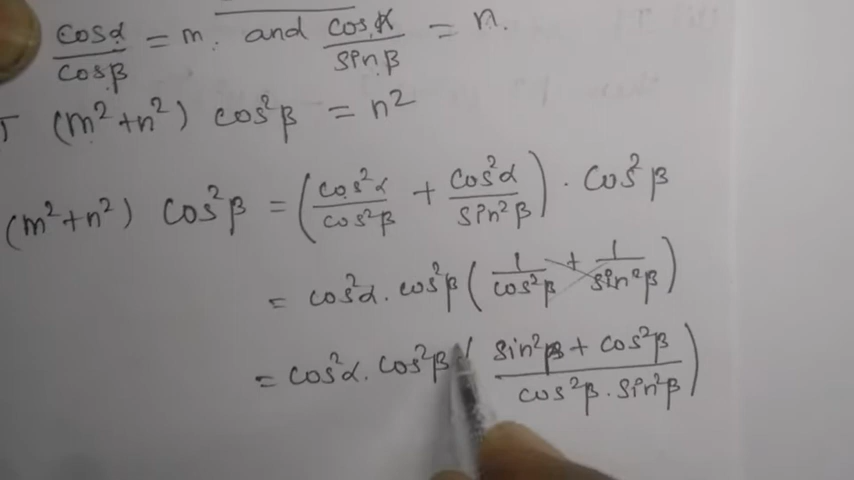 cosα/cosβ = m. and cosα/sinβ = n.
T (m²+n²) cos²β = n²
(m²+n²) cos²β = (cos²α/cos²β + cos²α/sin²β) . cos²β
= cos²α . cos²β (1/cos²β + 1/sin²β)
= cos²α . cos²β ( sin²β + cos²β / cos²β . sin²β )